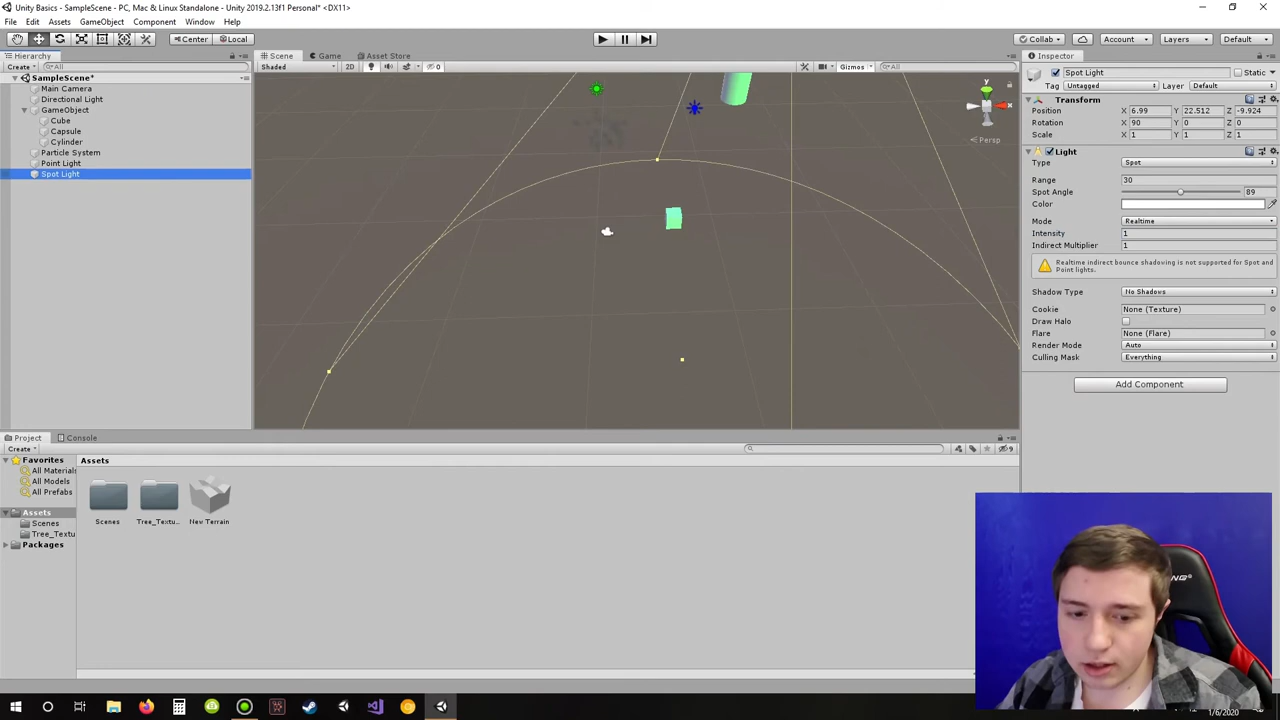 Unity Basics - SampleScene - PC, Mac & Linux Standalone - Unity 2019.2.13f1 Personal* <DX11>
File Edit Assets GameObject Component Window Help
Center Local Collab Account Layers Default
Hierarchy Scene Game Asset Store Inspector
Create All Shaded 2D 0 Gizmos All
SampleScene*
Main Camera
Directional Light
GameObject
Cube
Capsule
Cylinder
Particle System
Point Light
Spot Light
y
x
Persp
Spot Light Static
Tag Untagged Layer Default
Transform
Position X 6.99 Y 22.512 Z -9.924
Rotation X 90 Y 0 Z 0
Scale X 1 Y 1 Z 1
Light
Type Spot
Range 30
Spot Angle 89
Color
Mode Realtime
Intensity 1
Indirect Multiplier 1
Realtime indirect bounce shadowing is not supported for Spot and
Point lights.
Shadow Type No Shadows
Cookie None (Texture)
Draw Halo
Flare None (Flare)
Render Mode Auto
Culling Mask Everything
Add Component
Project Console
Create 9
Favorites
All Materials
All Models
All Prefabs
Assets
Scenes
Tree_Textu
Packages
Assets
Scenes Tree_Textu... New Terrain
1/6/2020